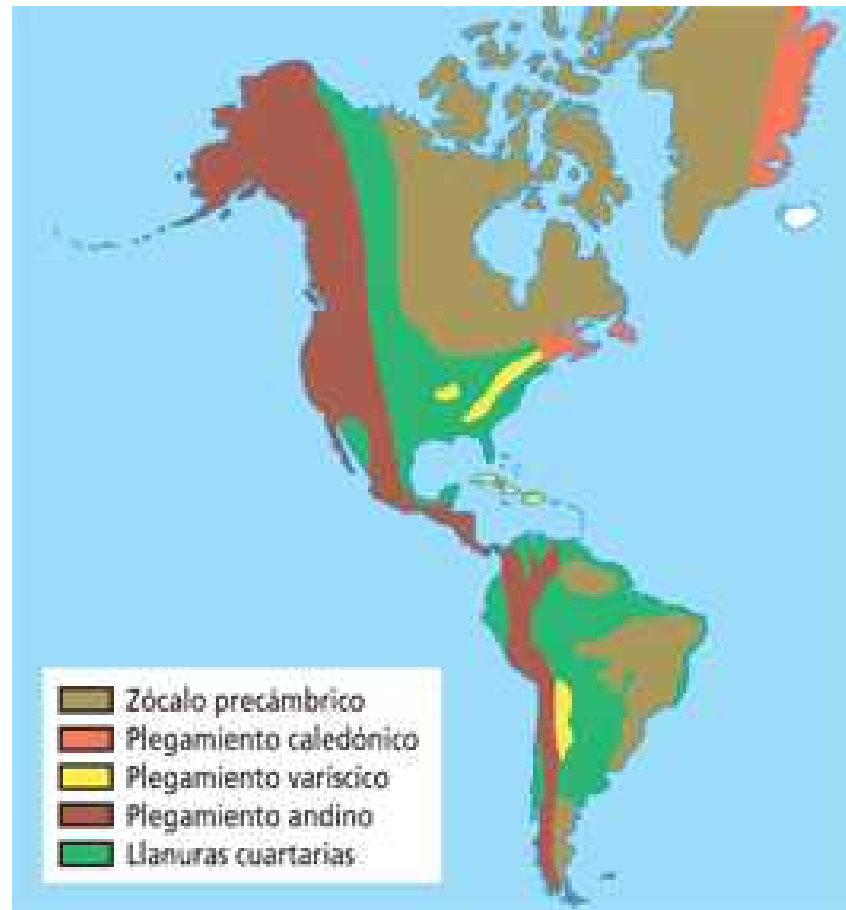 Zócalo precámbrico
Plegamiento caledónico
Plegamiento varíscico
Plegamiento andino
Llanuras cuartarias